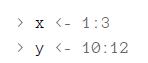 > x <- 1:3
> y <- 10:12